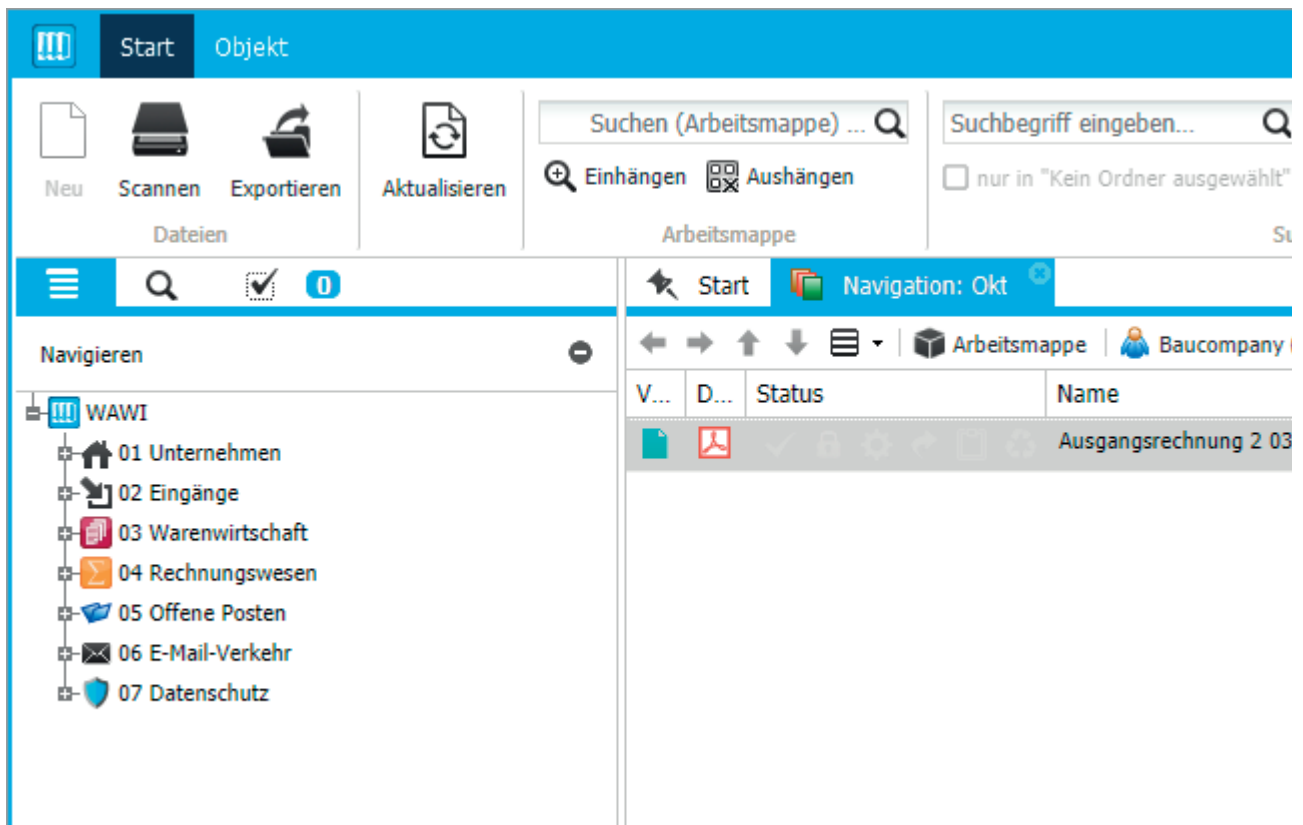 Start Objekt
Suchen (Arbeitsmappe) ... Suchbegriff eingeben...
Neu Scannen Exportieren Aktualisieren Einhängen Aushängen nur in "Kein Ordner ausgewählt"
Dateien Arbeitsmappe
0 Start Navigation: Okt
Navigieren Arbeitsmappe Baucompany
V... D... Status Name
WAWI
Ausgangsrechnung 2 03
01 Unternehmen
02 Eingänge
03 Warenwirtschaft
04 Rechnungswesen
05 Offene Posten
06 E-Mail-Verkehr
07 Datenschutz